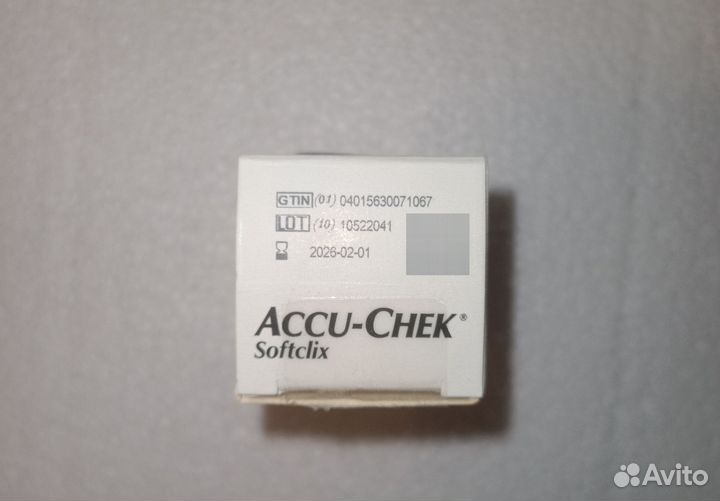 GTIN (01) 04015630071067
LOT (10) 10522041
2026-02-01
ACCU-CHEK®
Softclix
Avito